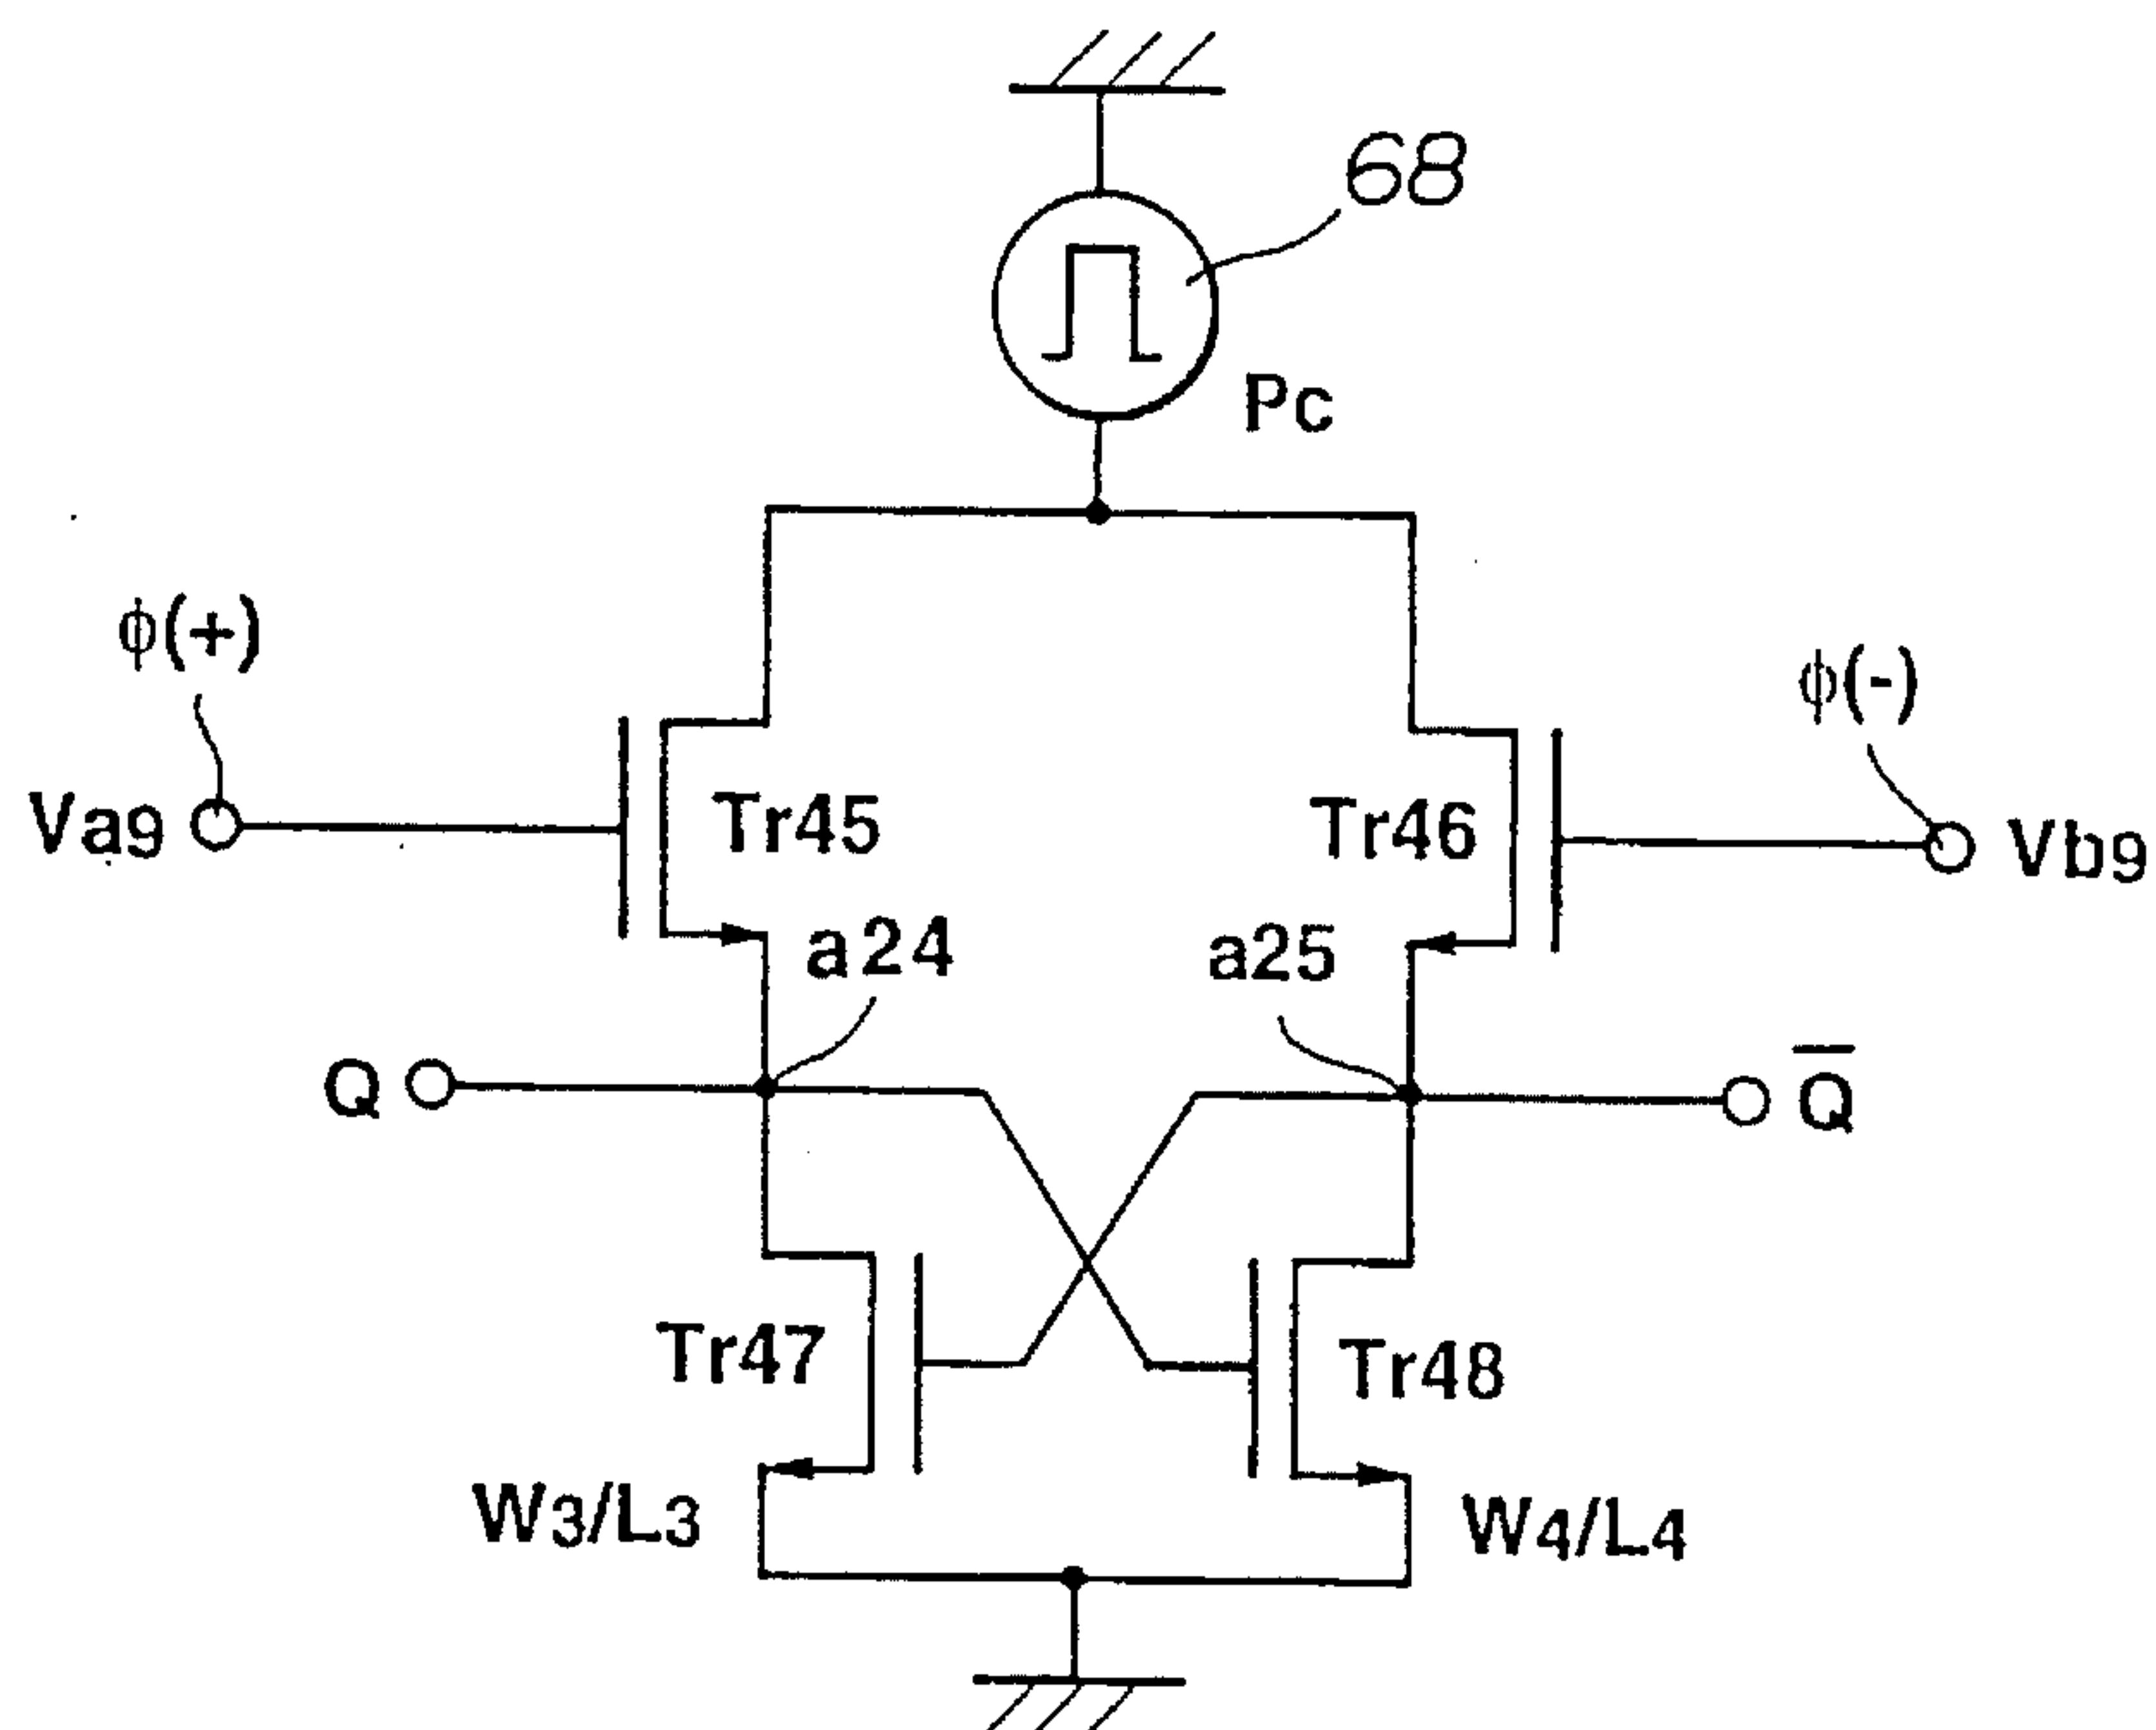 68
Pc
ϕ(+)
ϕ(-)
Va9
Tr45
Tr46
Vb9
a24
a25
Q
Q̅
Tr47
Tr48
W3/L3
W4/L4